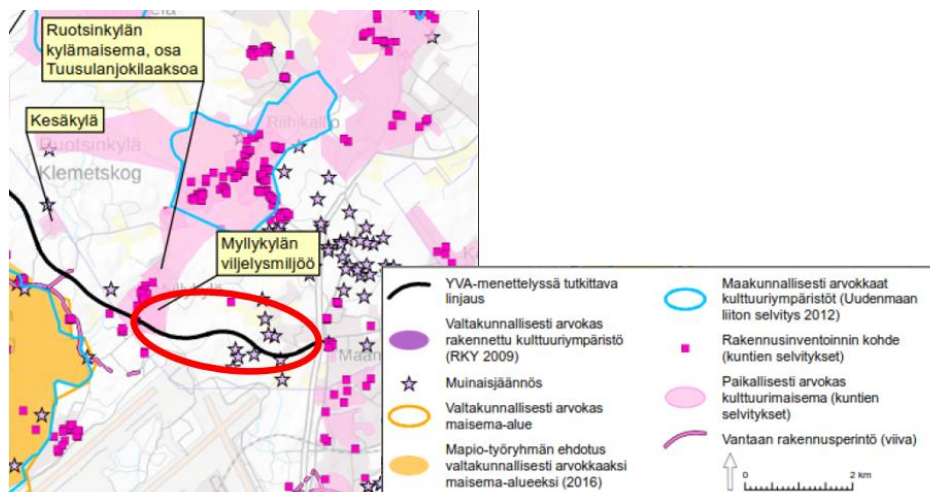 Ruotsinkylän
kylämaisema, osa
Tuusulanjokilaaksoa
Kesäkylä
Riihikallio
Ruotsinkylä
Klemetskog
Myllykylän
viljelysmiljöö
YVA-menettelyssä tutkittava
linjaus
Valtakunnallisesti arvokas
rakennettu kulttuuriympäristö
(RKY 2009)
Muinaisjäännös
Valtakunnallisesti arvokas
maisema-alue
Mapio-työryhmän ehdotus
valtakunnallisesti arvokkaaksi
maisema-alueeksi (2016)
Maakunnallisesti arvokkaat
kulttuuriympäristöt (Uudenmaan
liiton selvitys 2012)
Rakennusinventoinnin kohde
(kuntien selvitykset)
Paikallisesti arvokas
kulttuurimaisema (kuntien
selvitykset)
Vantaan rakennusperintö (viiva)
0 2 km